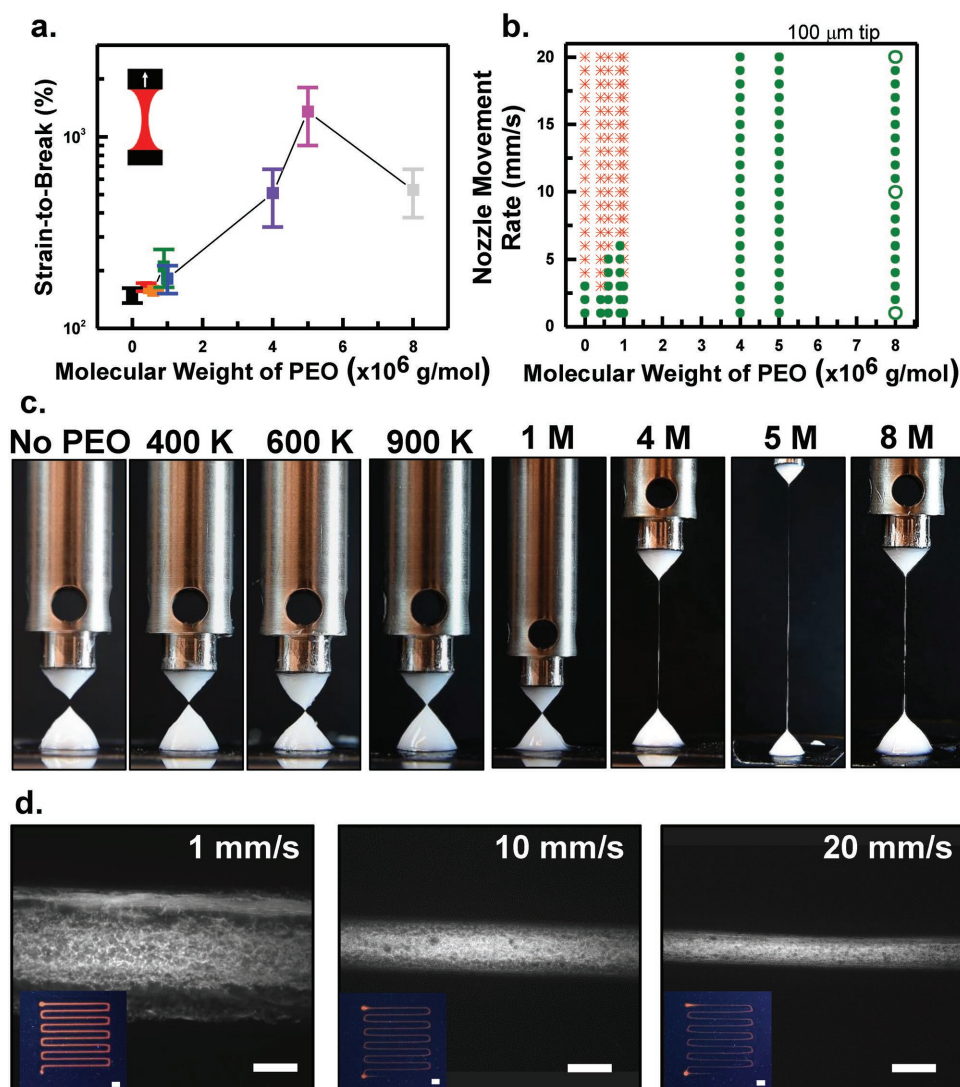 a.
Strain-to-Break (%)
10³
10²
0 2 4 6 8
Molecular Weight of PEO (x10⁶ g/mol)
b.
100 μm tip
Nozzle Movement
Rate (mm/s)
20
15
10
5
0
0 1 2 3 4 5 6 7 8
Molecular Weight of PEO (x10⁶ g/mol)
c.
No PEO 400 K 600 K 900 K 1 M 4 M 5 M 8 M
d.
1 mm/s 10 mm/s 20 mm/s